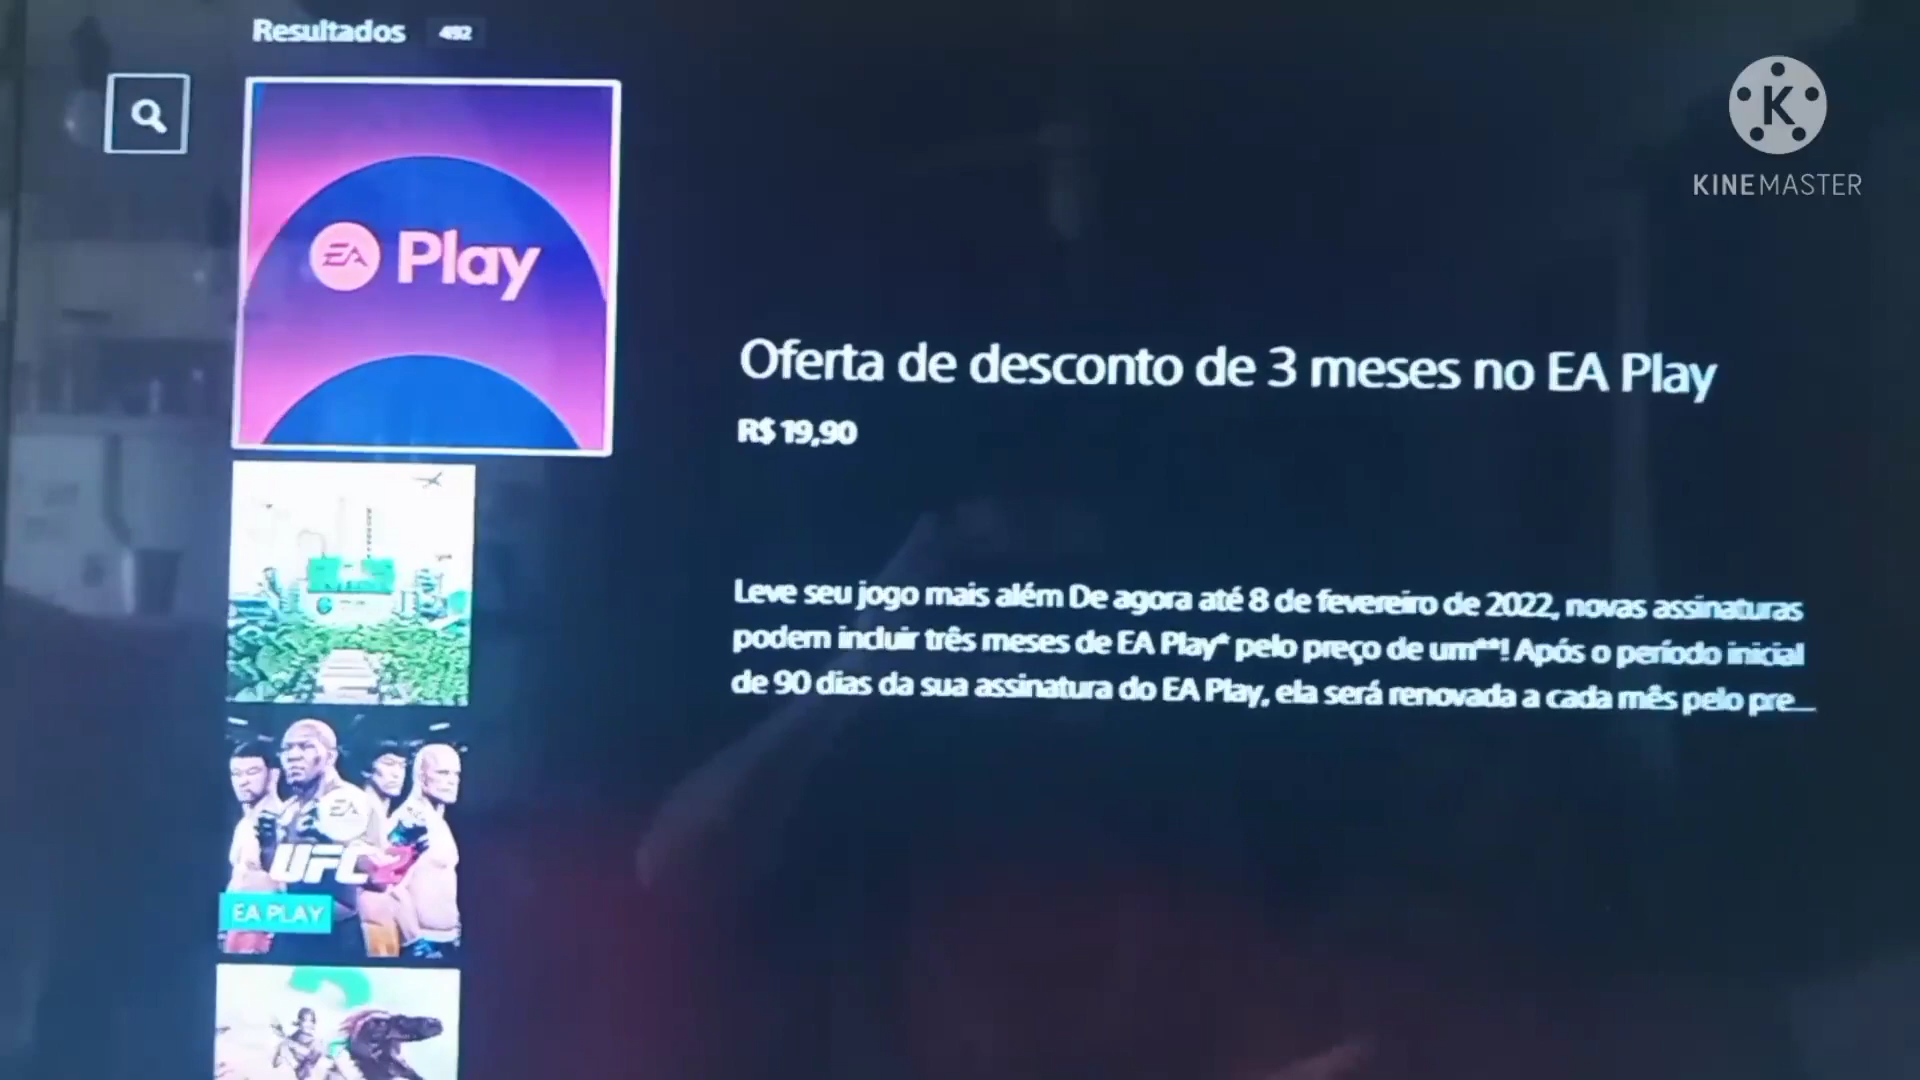 Resultados 492
K
KINEMASTER
EA Play
Oferta de desconto de 3 meses no EA Play
R$ 19,90
Leve seu jogo mais além De agora até 8 de fevereiro de 2022, novas assinaturas
podem incluir três meses de EA Play* pelo preço de um**! Após o período inicial
de 90 dias da sua assinatura do EA Play, ela será renovada a cada mês pelo pre...
EA
UFC 2
EA PLAY